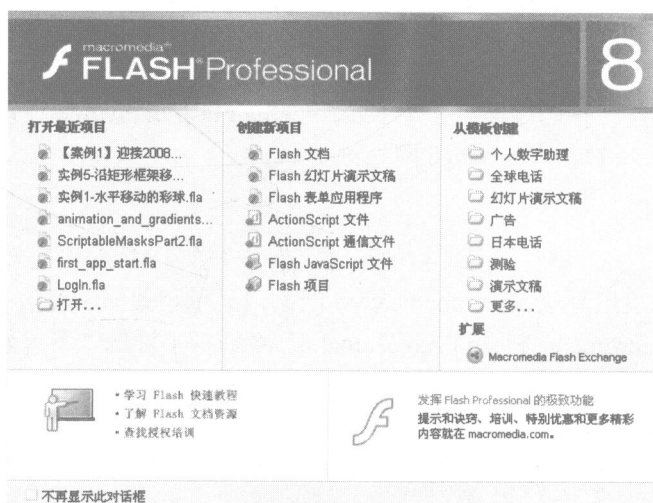 macromedia®
FLASH® Professional 8
打开最近项目
【案例1】迎接2008...
实例5-沿矩形框架移...
实例1-水平移动的彩球.fla
animation_and_gradients...
ScriptableMasksPart2.fla
first_app_start.fla
LogIn.fla
打开...
创建新项目
Flash 文档
Flash 幻灯片演示文稿
Flash 表单应用程序
ActionScript 文件
ActionScript 通信文件
Flash JavaScript 文件
Flash 项目
从模板创建
个人数字助理
全球电话
幻灯片演示文稿
广告
日本电话
测验
演示文稿
更多...
扩展
Macromedia Flash Exchange
• 学习 Flash 快速教程
• 了解 Flash 文档资源
• 查找授权培训
发挥 Flash Professional 的极致功能
提示和诀窍、培训、特别优惠和更多精彩
内容就在 macromedia.com。
不再显示此对话框